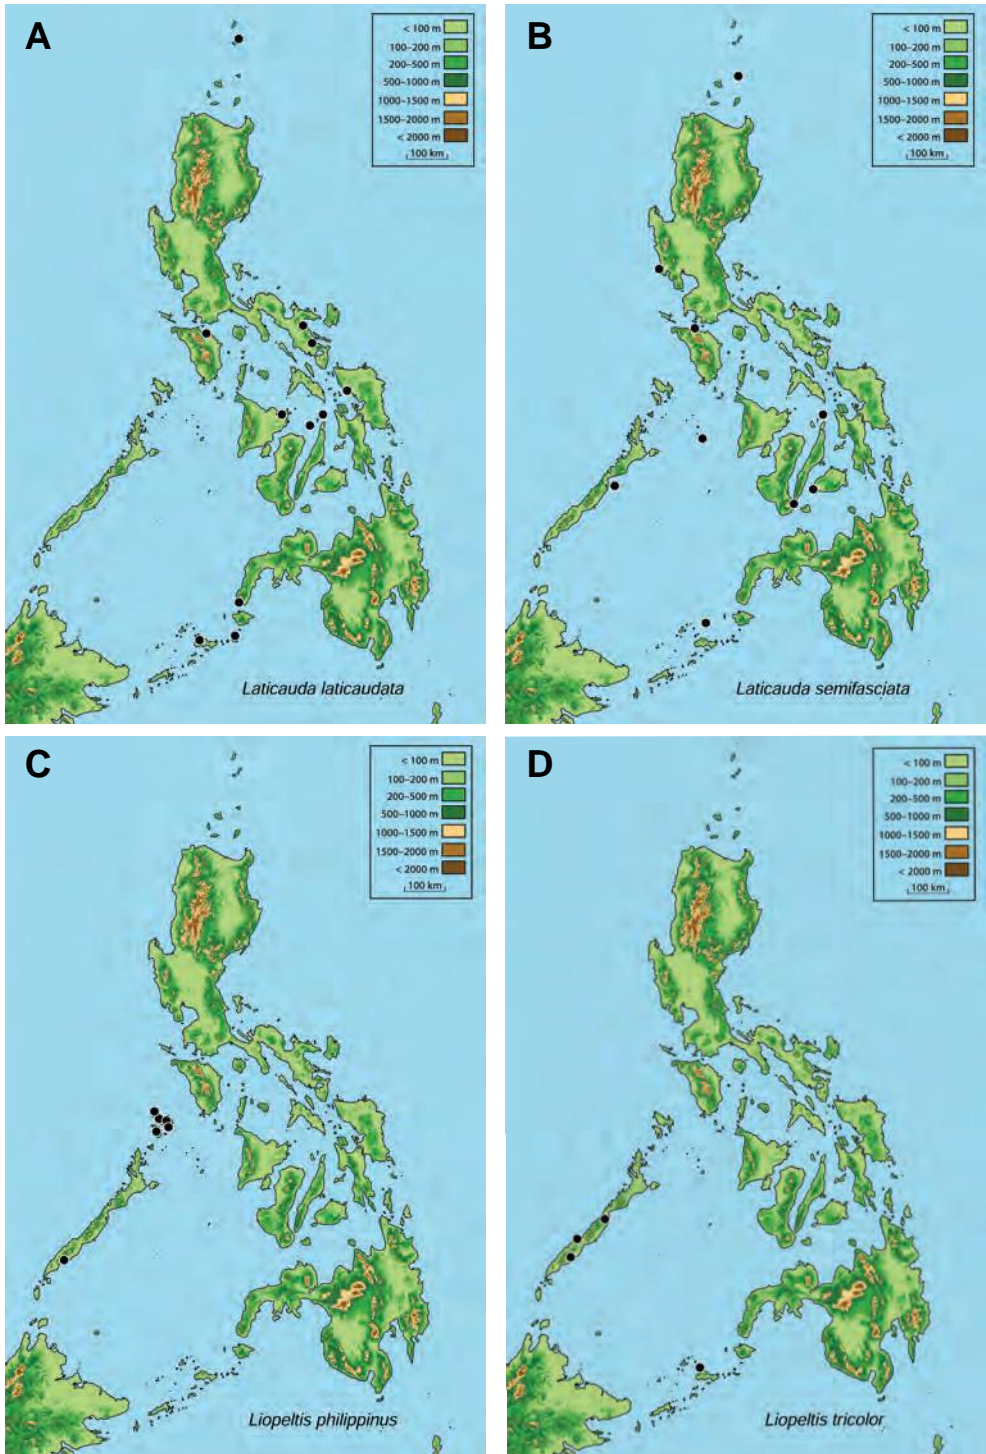 A
< 100 m
100–200 m
200–500 m
500–1000 m
1000–1500 m
1500–2000 m
< 2000 m
100 km
Laticauda laticaudata
B
< 100 m
100–200 m
200–500 m
500–1000 m
1000–1500 m
1500–2000 m
< 2000 m
100 km
Laticauda semifasciata
C
< 100 m
100–200 m
200–500 m
500–1000 m
1000–1500 m
1500–2000 m
< 2000 m
100 km
Liopeltis philippinus
D
< 100 m
100–200 m
200–500 m
500–1000 m
1000–1500 m
1500–2000 m
< 2000 m
100 km
Liopeltis tricolor